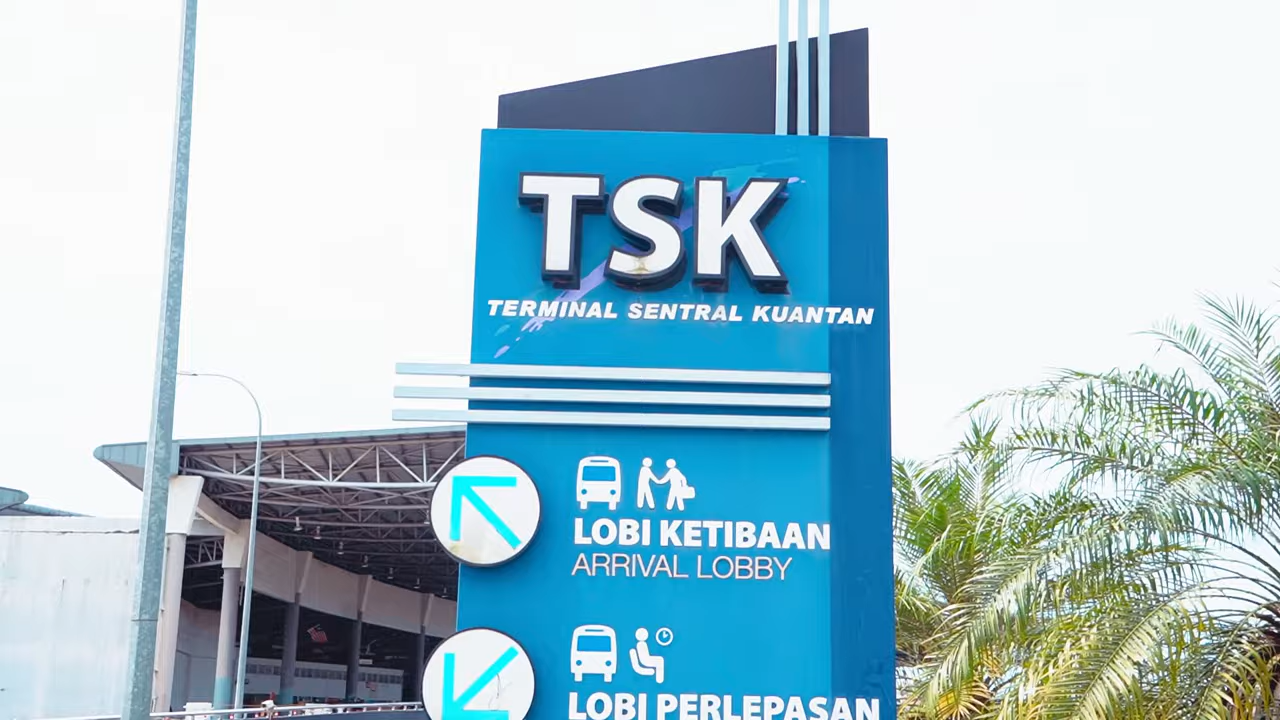 TSK
TERMINAL SENTRAL KUANTAN
LOBI KETIBAAN
ARRIVAL LOBBY
LOBI PERLEPASAN